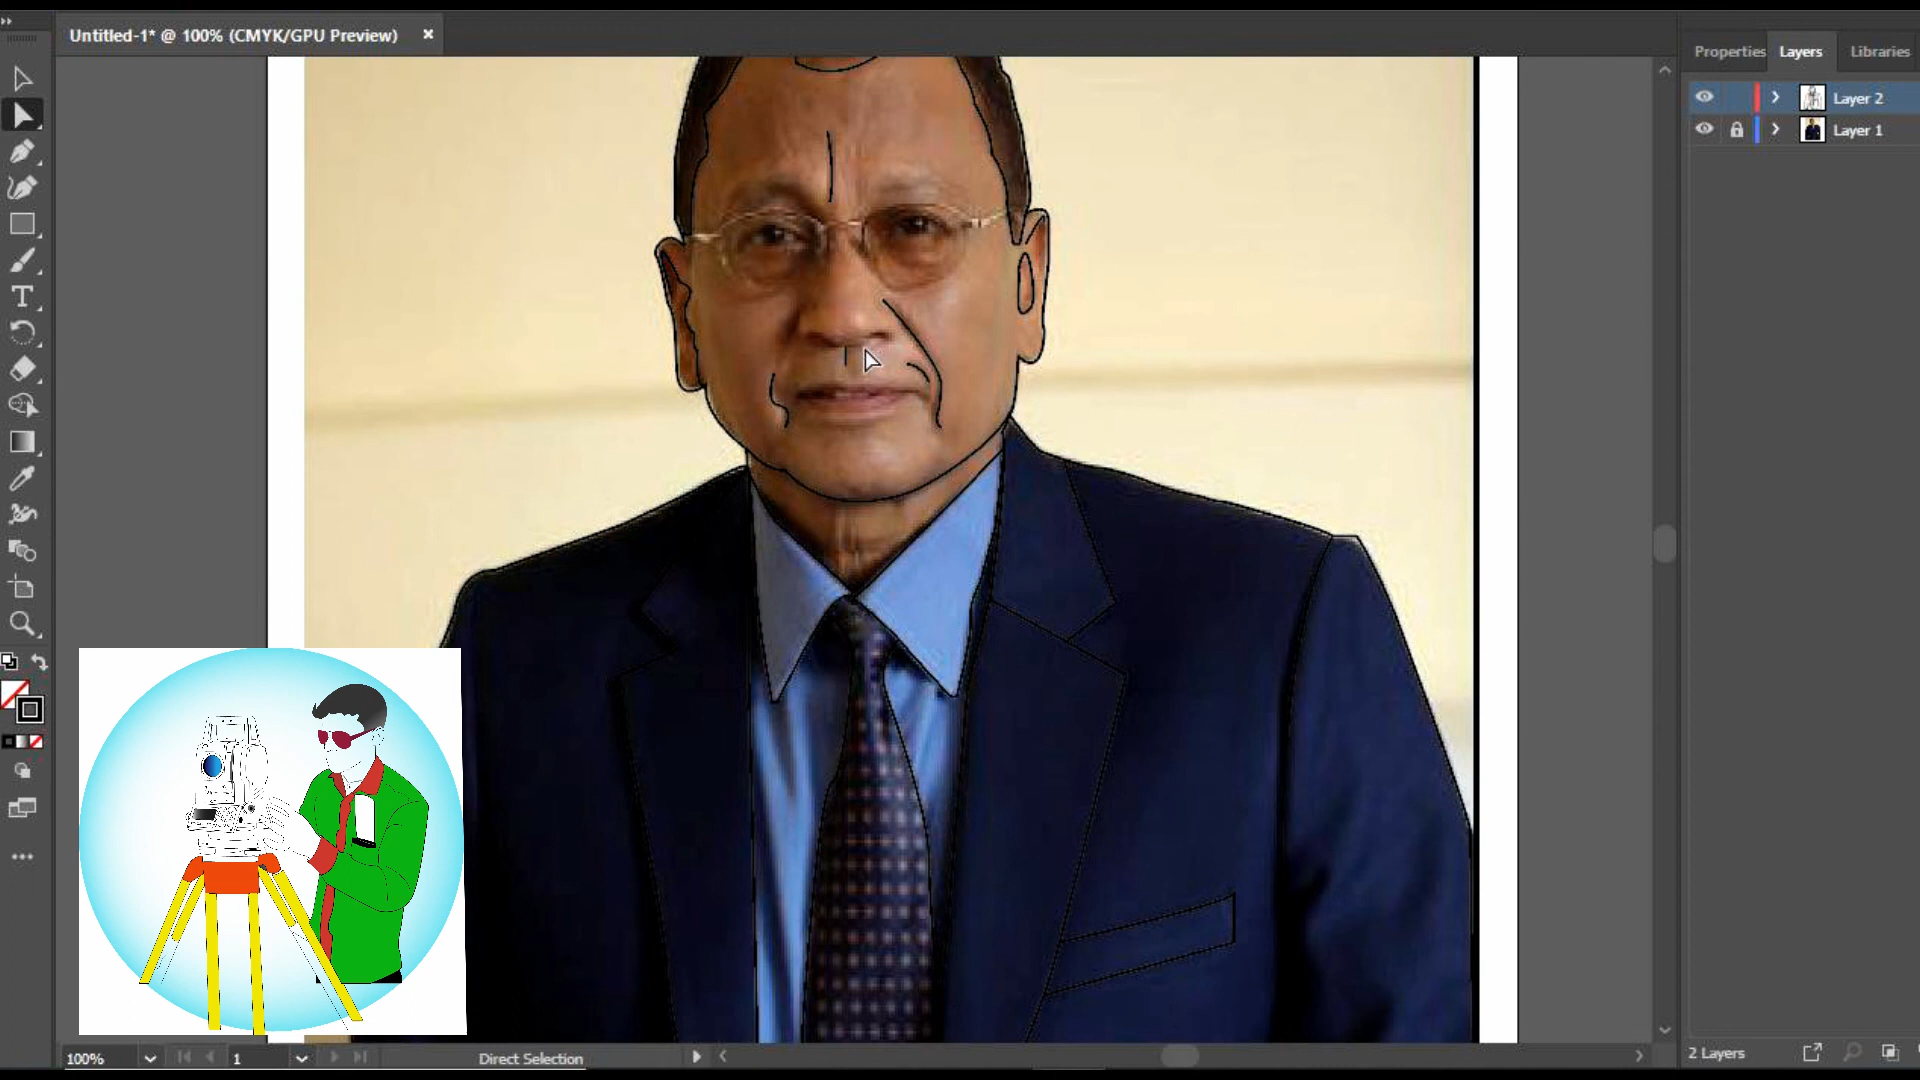 Untitled-1* @ 100% (CMYK/GPU Preview)
Properties
Layers
Libraries
Layer 2
Layer 1
100%
1
Direct Selection
2 Layers